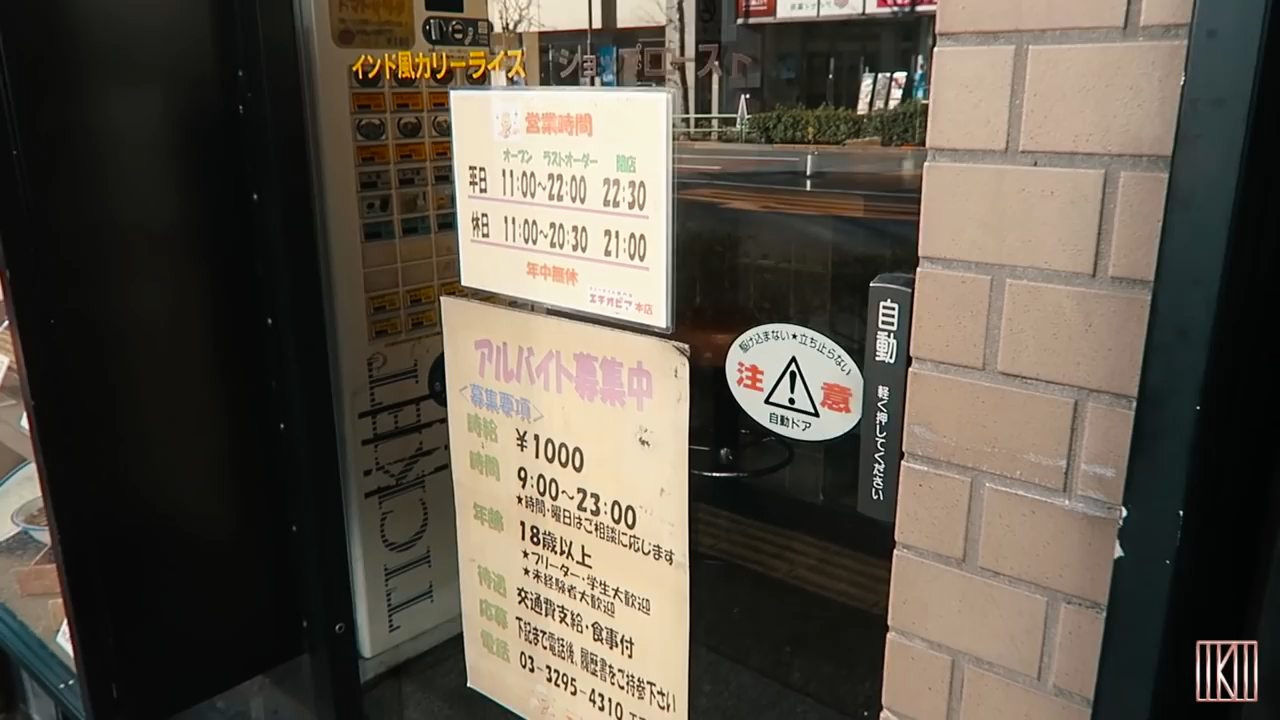 インド風カリーライス
営業時間
オープン ラストオーダー 閉店
平日 11:00~22:00 22:30
休日 11:00~20:30 21:00
年中無休
エチオピア本店
アルバイト募集中
<募集要項>
時給 ¥1000
時間 9:00~23:00
★時間・曜日はご相談に応じます
年齢 18歳以上
★フリーター・学生大歓迎
★未経験者大歓迎
待遇 交通費支給・食事付
応募 下記まで電話後、履歴書をご持参下さい
電話 03-3295-4310
TICKET
駆け込まない★立ち止らない
注意
自動ドア
自動
軽く押してください